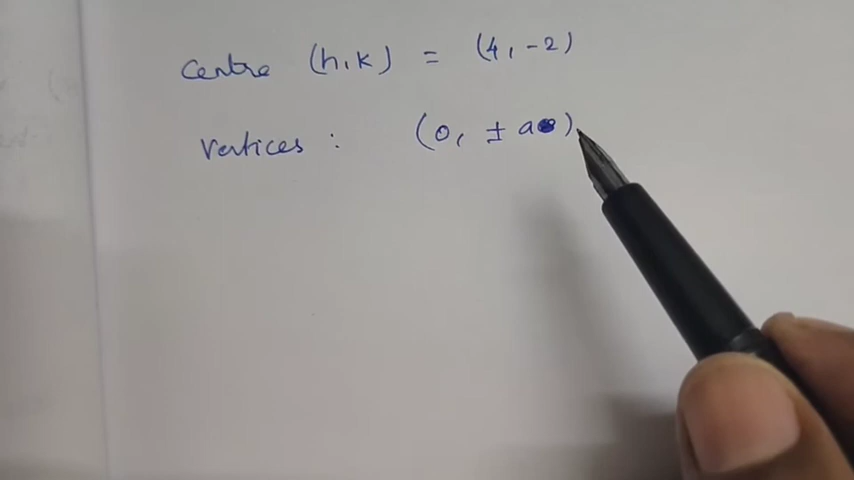 Centre (h,k) = (4, -2)
Vertices : (0, ± a)